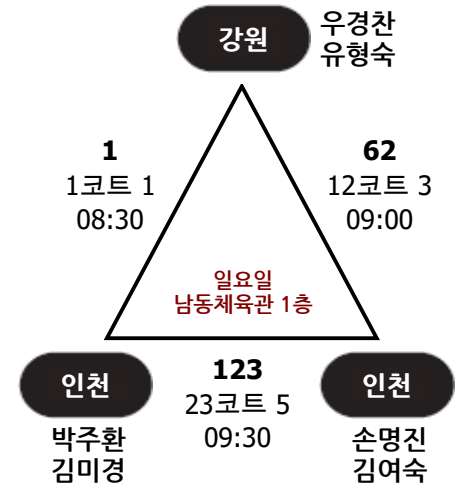 강원
우경찬
유형숙
1
1코트 1
08:30
62
12코트 3
09:00
일요일
남동체육관 1층
인천
박주환
김미경
123
23코트 5
09:30
인천
손명진
김여숙